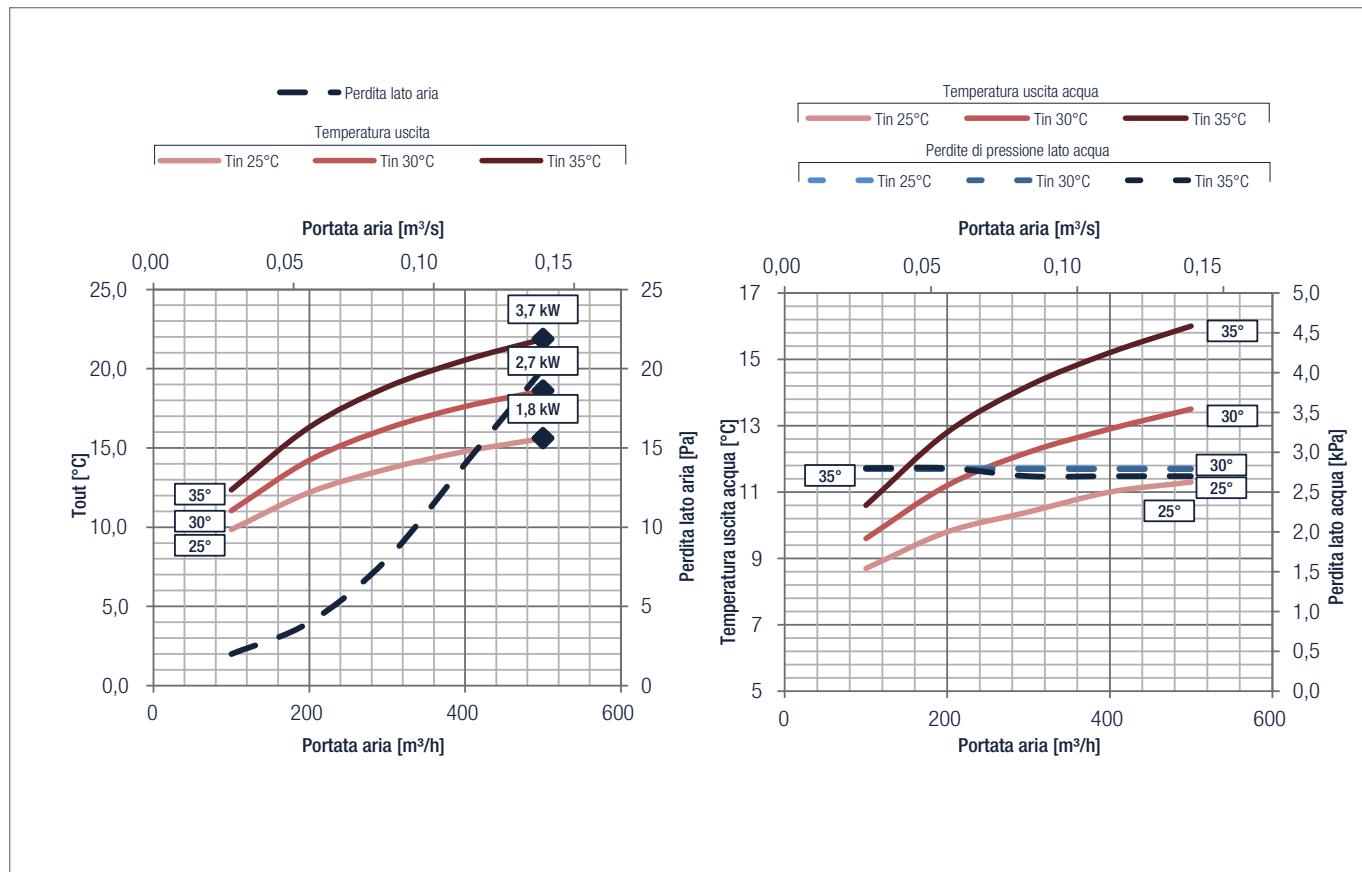 Perdita lato aria
Temperatura uscita
Tin 25°C Tin 30°C Tin 35°C
Portata aria [m³/s]
0,00 0,05 0,10 0,15
25,0
20,0
15,0
10,0
5,0
0,0
Tout [°C]
3,7 kW
2,7 kW
1,8 kW
35°
30°
25°
25
20
15
10
5
0
Perdita lato aria [Pa]
0 200 400 600
Portata aria [m³/h]
Temperatura uscita acqua
Tin 25°C Tin 30°C Tin 35°C
Perdite di pressione lato acqua
Tin 25°C Tin 30°C Tin 35°C
Portata aria [m³/s]
0,00 0,05 0,10 0,15
17
15
13
11
9
7
5
Temperatura uscita acqua [°C]
35°
35°
30°
30°
25°
25°
5,0
4,5
4,0
3,5
3,0
2,5
2,0
1,5
1,0
0,5
0,0
Perdita lato acqua [kPa]
0 200 400 600
Portata aria [m³/h]